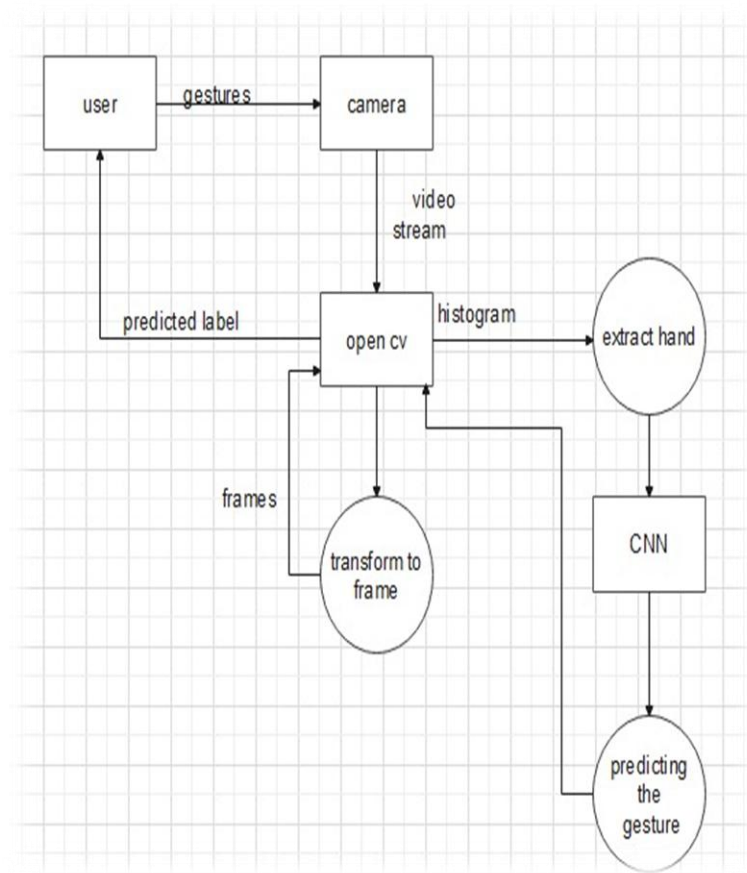 user
gestures
camera
video
stream
predicted label
open cv
histogram
extract hand
frames
transform to
frame
CNN
predicting
the
gesture